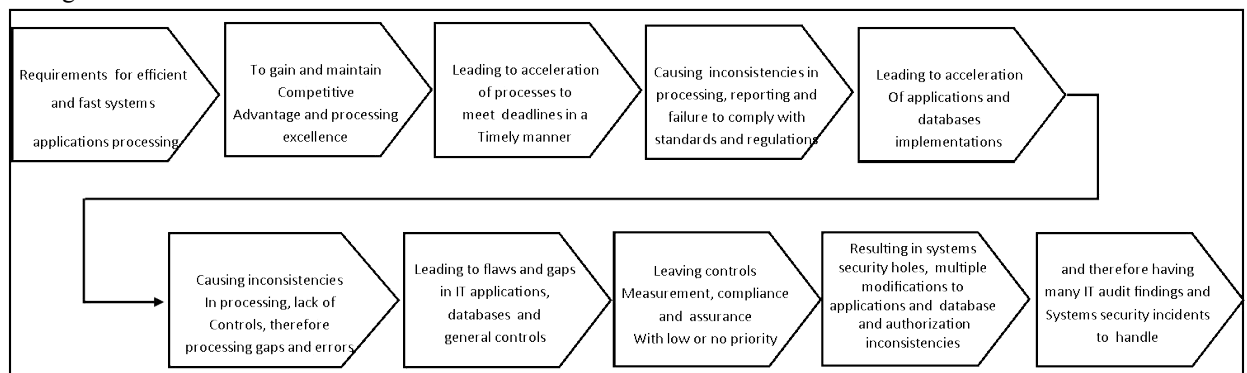 Requirements for efficient
and fast systems
applications processing
To gain and maintain
Competitive
Advantage and processing
excellence
Leading to acceleration
of processes to
meet deadlines in a
Timely manner
Causing inconsistencies in
processing, reporting and
failure to comply with
standards and regulations
Leading to acceleration
Of applications and
databases
implementations
Causing inconsistencies
In processing, lack of
Controls, therefore
processing gaps and errors
Leading to flaws and gaps
in IT applications,
databases and
general controls
Leaving controls
Measurement, compliance
and assurance
With low or no priority
Resulting in systems
security holes, multiple
modifications to
applications and database
and authorization
inconsistencies
and therefore having
many IT audit findings and
Systems security incidents
to handle